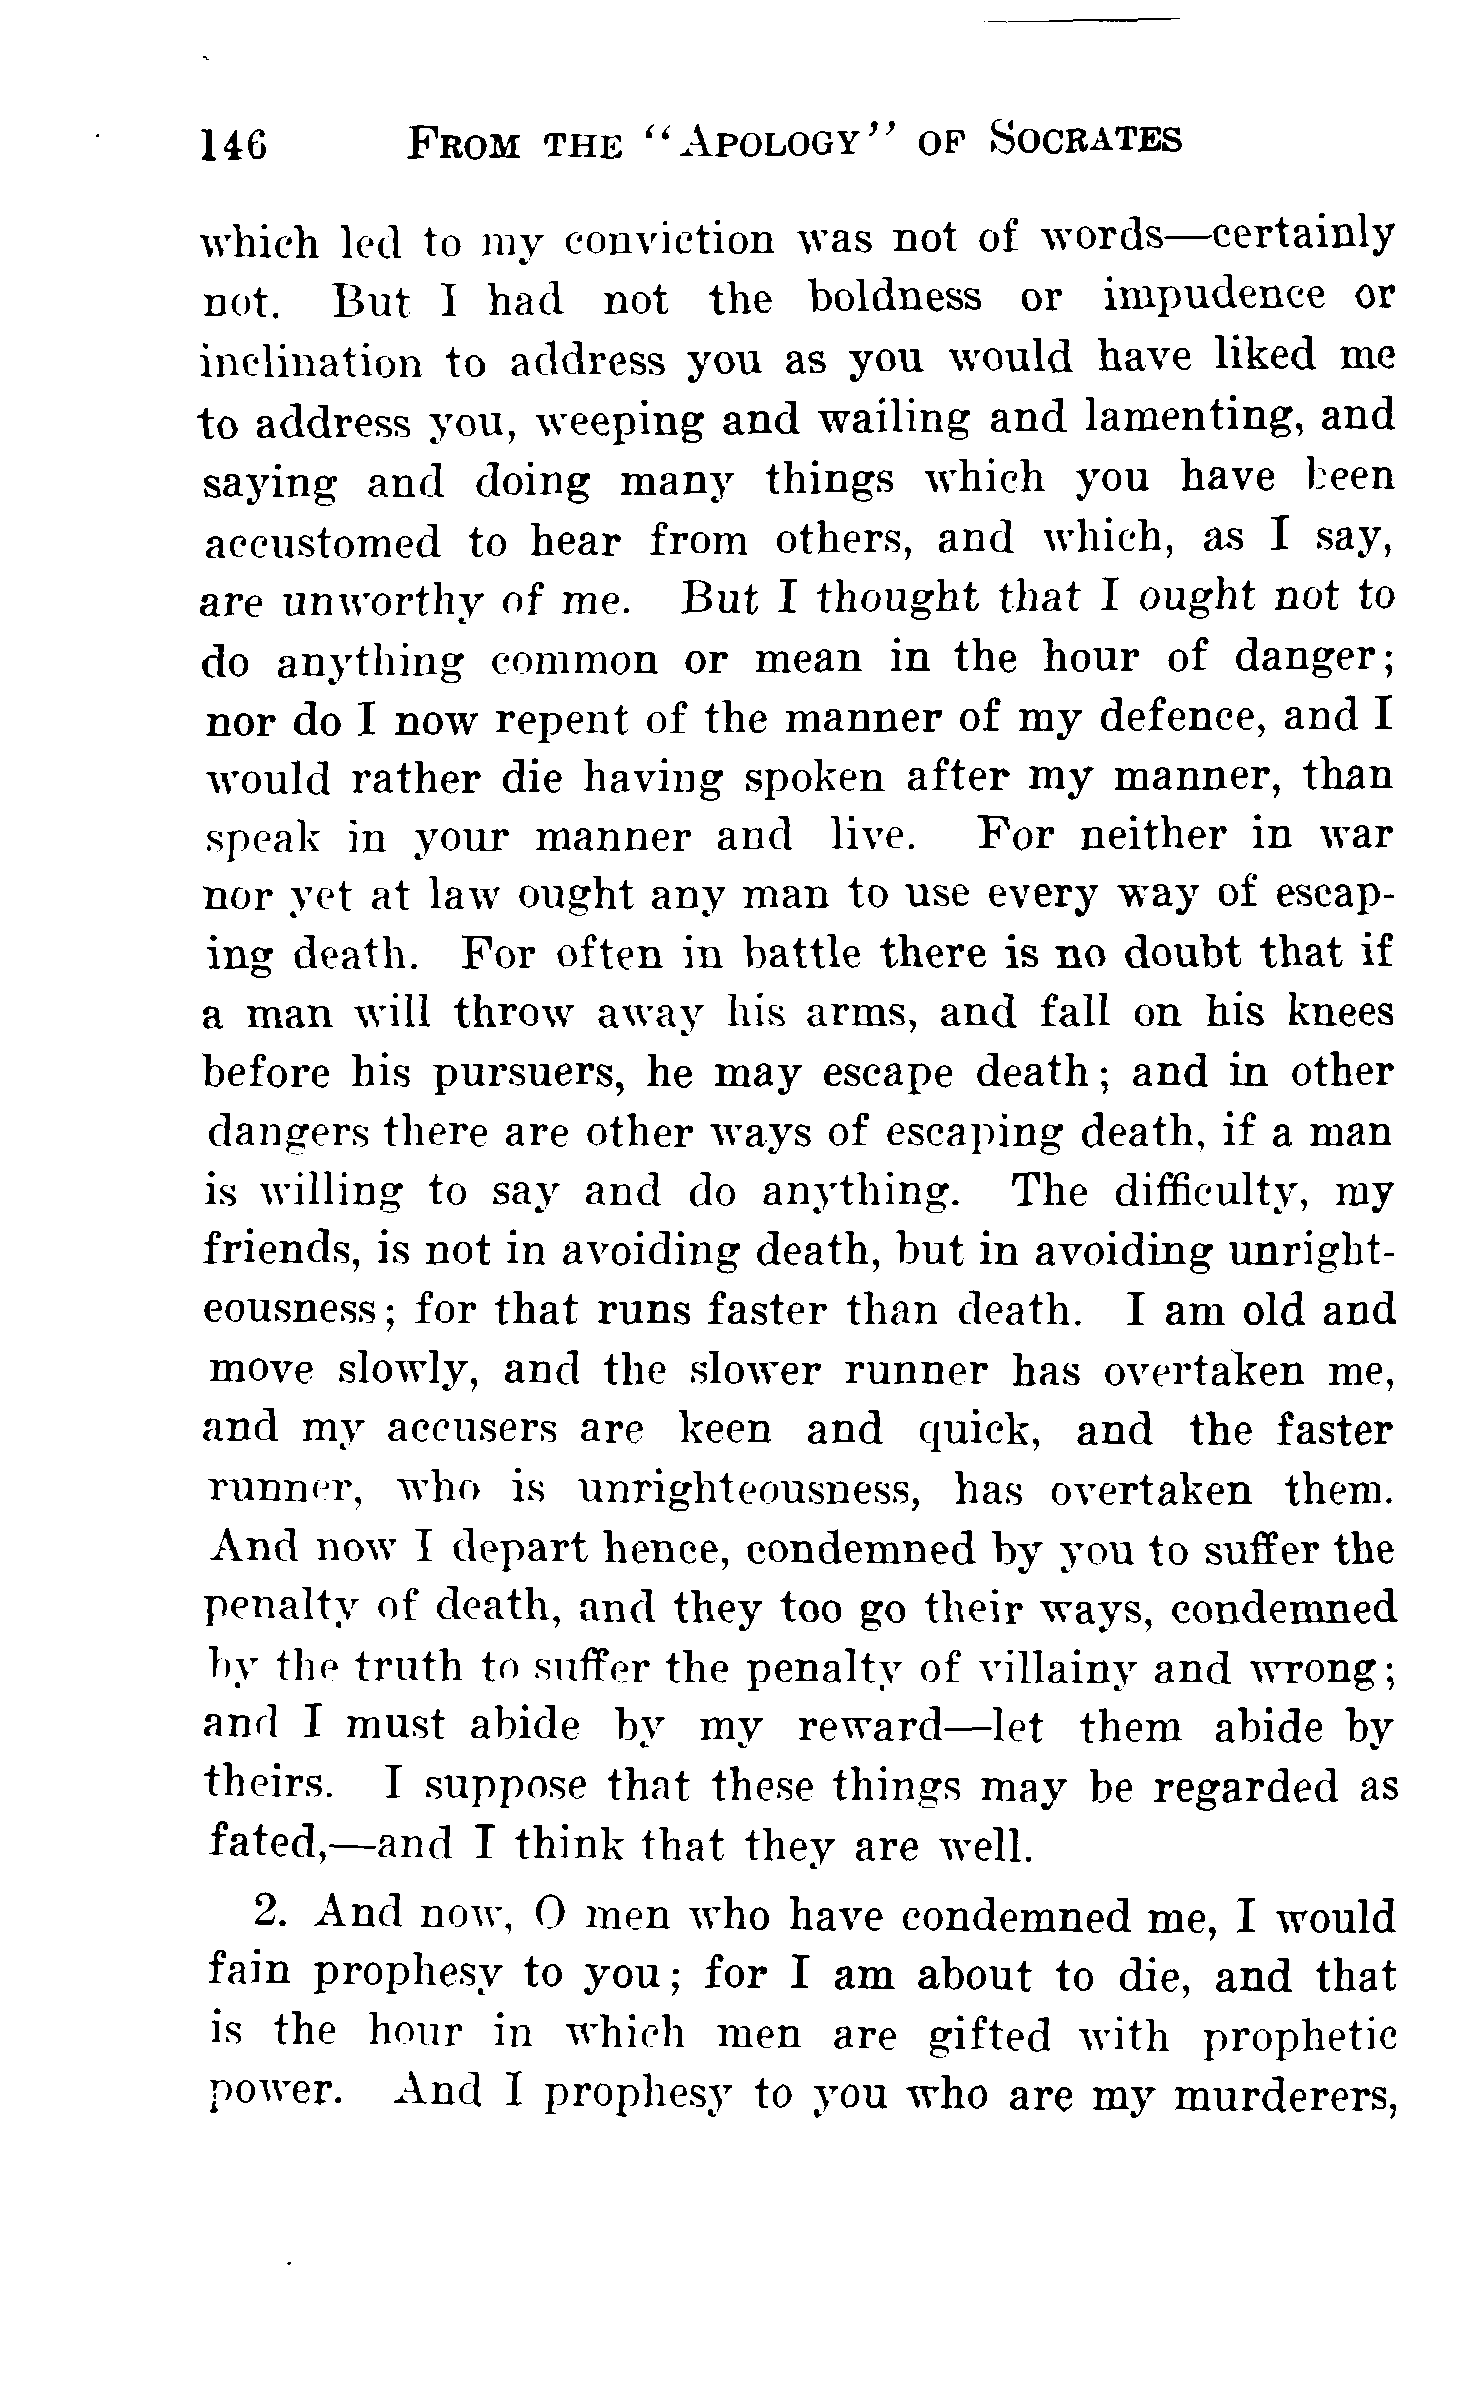 146 FROM THE "APOLOGY" OF SOCRATES
which led to my conviction was not of words—certainly
not. But I had not the boldness or impudence or
inclination to address you as you would have liked me
to address you, weeping and wailing and lamenting, and
saying and doing many things which you have been
accustomed to hear from others, and which, as I say,
are unworthy of me. But I thought that I ought not to
do anything common or mean in the hour of danger;
nor do I now repent of the manner of my defence, and I
would rather die having spoken after my manner, than
speak in your manner and live. For neither in war
nor yet at law ought any man to use every way of escap-
ing death. For often in battle there is no doubt that if
a man will throw away his arms, and fall on his knees
before his pursuers, he may escape death; and in other
dangers there are other ways of escaping death, if a man
is willing to say and do anything. The difficulty, my
friends, is not in avoiding death, but in avoiding unright-
eousness; for that runs faster than death. I am old and
move slowly, and the slower runner has overtaken me,
and my accusers are keen and quick, and the faster
runner, who is unrighteousness, has overtaken them.
And now I depart hence, condemned by you to suffer the
penalty of death, and they too go their ways, condemned
by the truth to suffer the penalty of villainy and wrong;
and I must abide by my reward—let them abide by
theirs. I suppose that these things may be regarded as
fated,—and I think that they are well.
2. And now, O men who have condemned me, I would
fain prophesy to you; for I am about to die, and that
is the hour in which men are gifted with prophetic
power. And I prophesy to you who are my murderers,